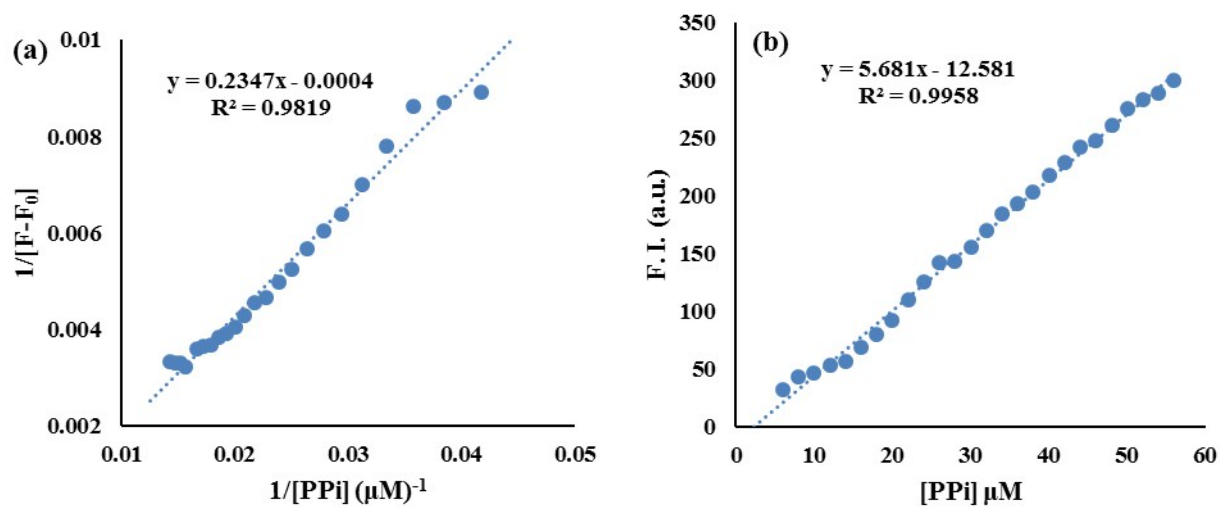 (a)
y = 0.2347x - 0.0004
R² = 0.9819
0.01
0.008
0.006
0.004
0.002
1/[F-F₀]
0.01 0.02 0.03 0.04 0.05
1/[PPi] (μM)⁻¹
(b)
y = 5.681x - 12.581
R² = 0.9958
350
300
250
200
150
100
50
0
F. I. (a.u.)
0 10 20 30 40 50 60
[PPi] μM